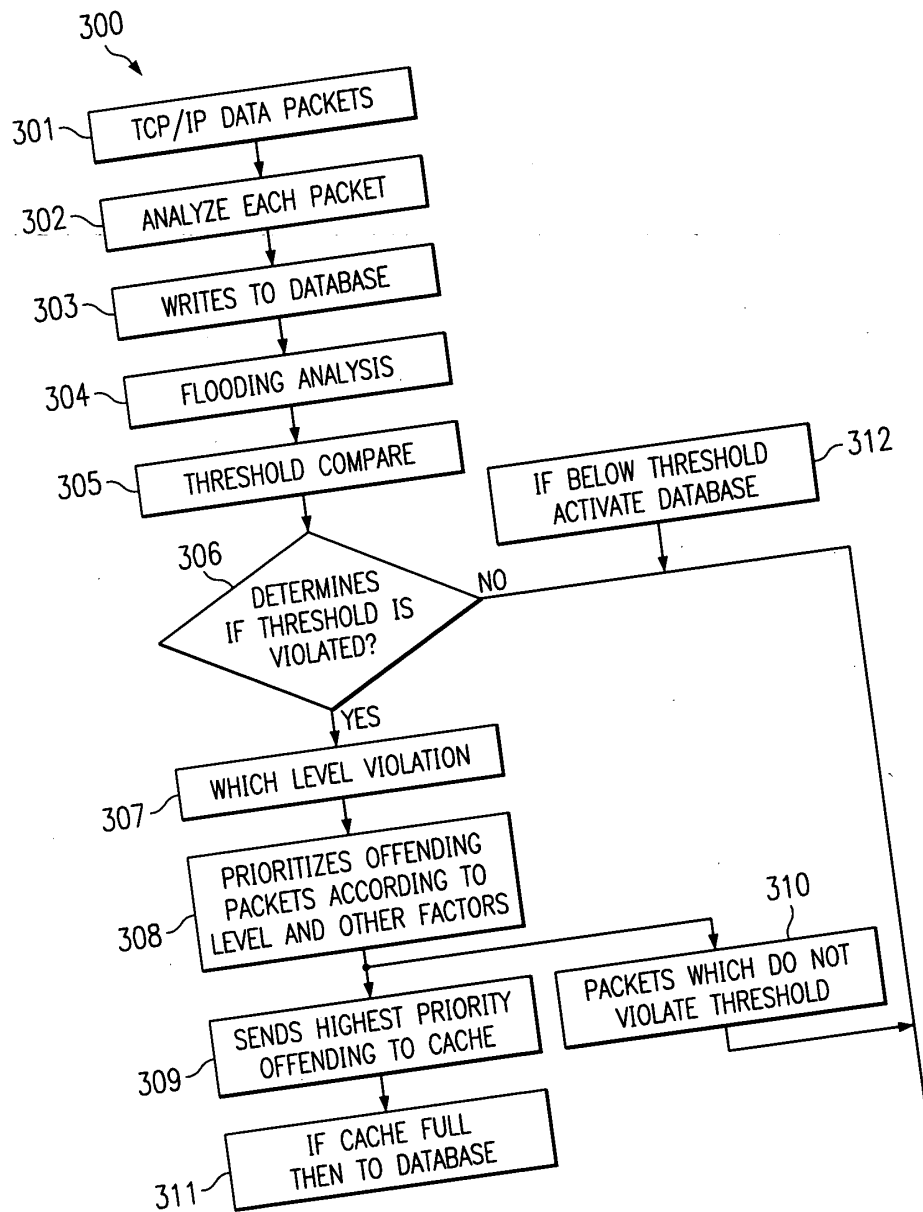 300
301
TCP/IP DATA PACKETS
302
ANALYZE EACH PACKET
303
WRITES TO DATABASE
304
FLOODING ANALYSIS
305
THRESHOLD COMPARE
312
IF BELOW THRESHOLD
ACTIVATE DATABASE
306
DETERMINES
IF THRESHOLD IS
VIOLATED?
NO
YES
307
WHICH LEVEL VIOLATION
308
PRIORITIZES OFFENDING
PACKETS ACCORDING TO
LEVEL AND OTHER FACTORS
310
PACKETS WHICH DO NOT
VIOLATE THRESHOLD
309
SENDS HIGHEST PRIORITY
OFFENDING TO CACHE
311
IF CACHE FULL
THEN TO DATABASE